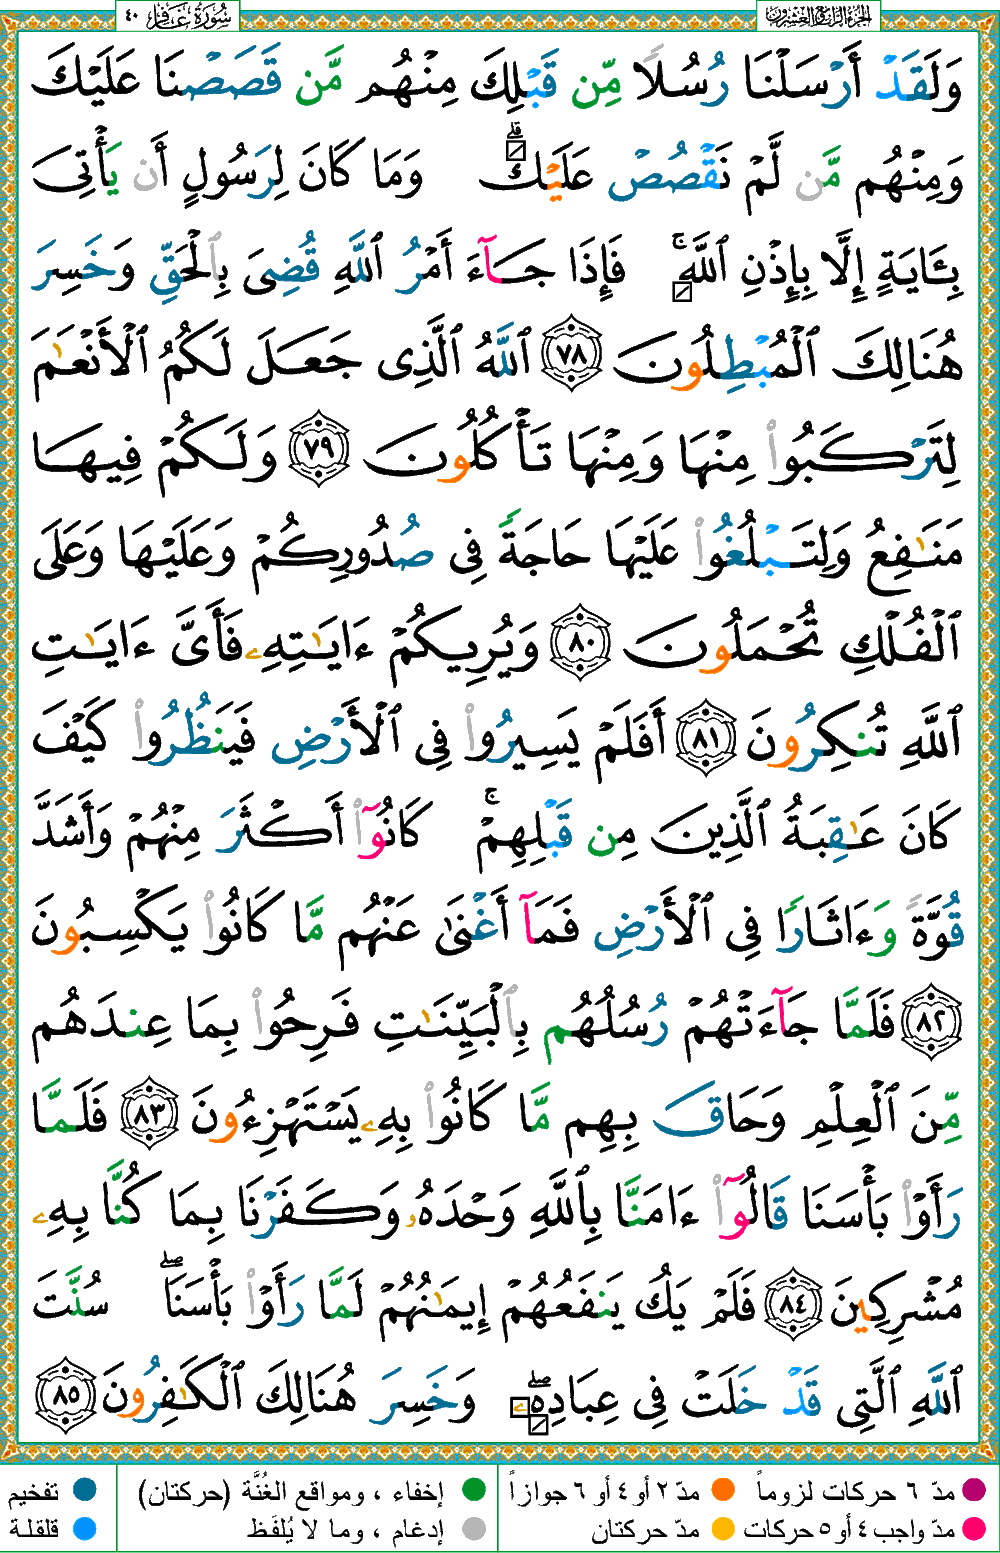 الجزء الرابع والعشرون
سُورَةُ غَافِر ٤٠
وَلَقَدْ أَرْسَلْنَا رُسُلًا مِّن قَبْلِكَ مِنْهُم مَّن قَصَصْنَا عَلَيْكَ
وَمِنْهُم مَّن لَّمْ نَقْصُصْ عَلَيْكَ ۗ وَمَا كَانَ لِرَسُولٍ أَن يَأْتِىَ
بِـَٔايَةٍ إِلَّا بِإِذْنِ ٱللَّهِ ۚ فَإِذَا جَآءَ أَمْرُ ٱللَّهِ قُضِىَ بِٱلْحَقِّ وَخَسِرَ
هُنَالِكَ ٱلْمُبْطِلُونَ ٧٨ ٱللَّهُ ٱلَّذِى جَعَلَ لَكُمُ ٱلْأَنْعَٰمَ
لِتَرْكَبُوا۟ مِنْهَا وَمِنْهَا تَأْكُلُونَ ٧٩ وَلَكُمْ فِيهَا
مَنَٰفِعُ وَلِتَبْلُغُوا۟ عَلَيْهَا حَاجَةً فِى صُدُورِكُمْ وَعَلَيْهَا وَعَلَى
ٱلْفُلْكِ تُحْمَلُونَ ٨٠ وَيُرِيكُمْ ءَايَٰتِهِۦ فَأَىَّ ءَايَٰتِ
ٱللَّهِ تُنكِرُونَ ٨١ أَفَلَمْ يَسِيرُوا۟ فِى ٱلْأَرْضِ فَيَنظُرُوا۟ كَيْفَ
كَانَ عَٰقِبَةُ ٱلَّذِينَ مِن قَبْلِهِمْ ۚ كَانُوٓا۟ أَكْثَرَ مِنْهُمْ وَأَشَدَّ
قُوَّةً وَءَاثَارًا فِى ٱلْأَرْضِ فَمَآ أَغْنَىٰ عَنْهُم مَّا كَانُوا۟ يَكْسِبُونَ
٨٢ فَلَمَّا جَآءَتْهُمْ رُسُلُهُم بِٱلْبَيِّنَٰتِ فَرِحُوا۟ بِمَا عِندَهُم
مِّنَ ٱلْعِلْمِ وَحَاقَ بِهِم مَّا كَانُوا۟ بِهِۦ يَسْتَهْزِءُونَ ٨٣ فَلَمَّا
رَأَوْا۟ بَأْسَنَا قَالُوٓا۟ ءَامَنَّا بِٱللَّهِ وَحْدَهُۥ وَكَفَرْنَا بِمَا كُنَّا بِهِۦ
مُشْرِكِينَ ٨٤ فَلَمْ يَكُ يَنفَعُهُمْ إِيمَٰنُهُمْ لَمَّا رَأَوْا۟ بَأْسَنَا ۖ سُنَّتَ
ٱللَّهِ ٱلَّتِى قَدْ خَلَتْ فِى عِبَادِهِۦ ۖ وَخَسِرَ هُنَالِكَ ٱلْكَٰفِرُونَ ٨٥
مدّ ٦ حركات لزوماً مدّ ٢ أو ٤ أو ٦ جوازاً إخفاء ، ومواقع الغُنَّة (حركتان) تفخيم
مدّ واجب ٤ أو ٥ حركات مدّ حركتان إدغام ، وما لا يُلفَظ قلقلة